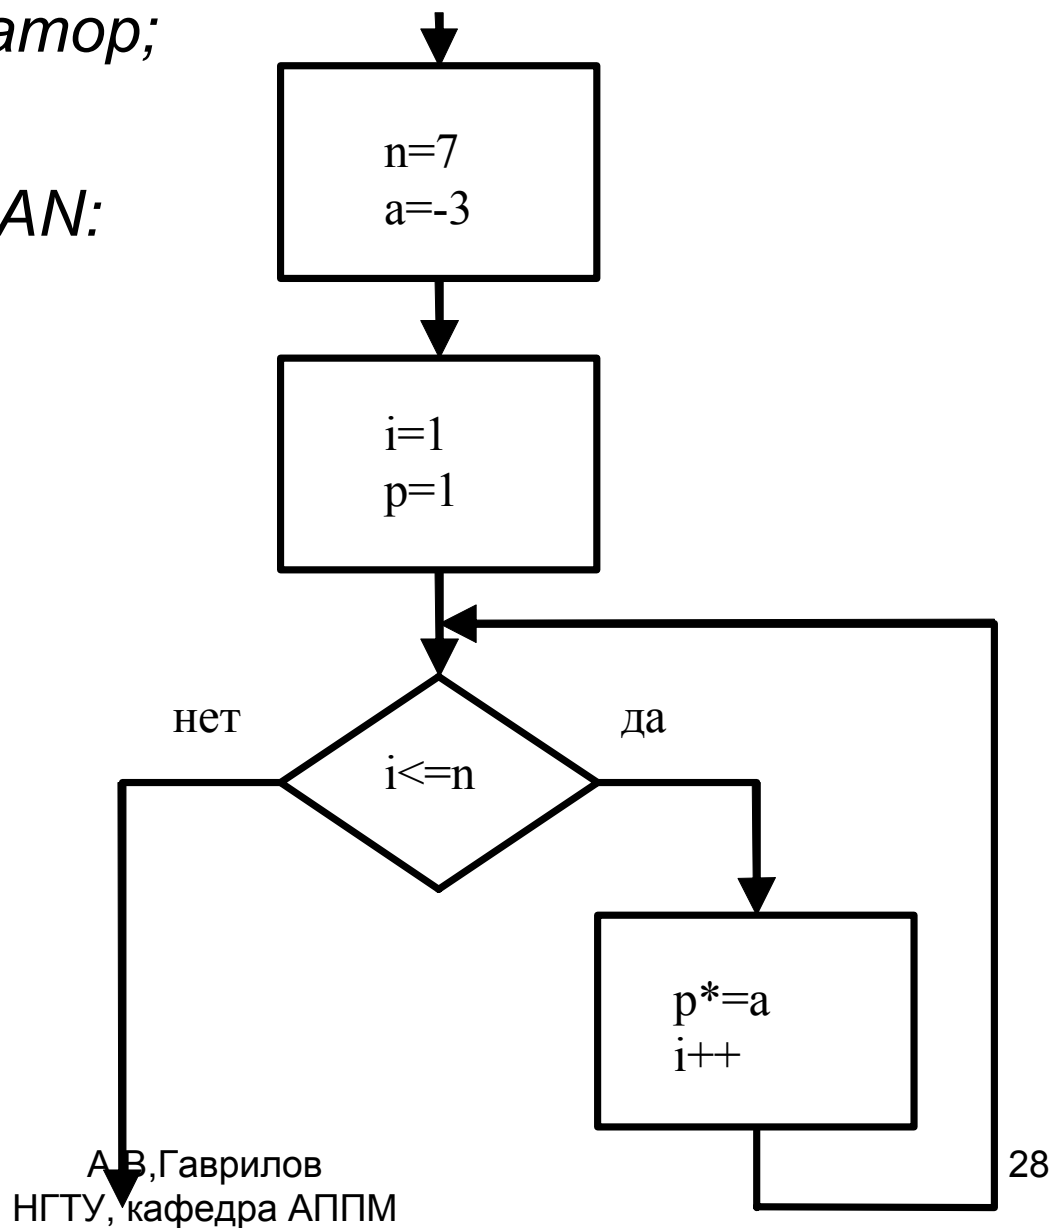 атор;
AN:
n=7
a=-3
i=1
p=1
нет
да
i<=n
p*=a
i++
А.В,Гаврилов
НГТУ, кафедра АППМ
28